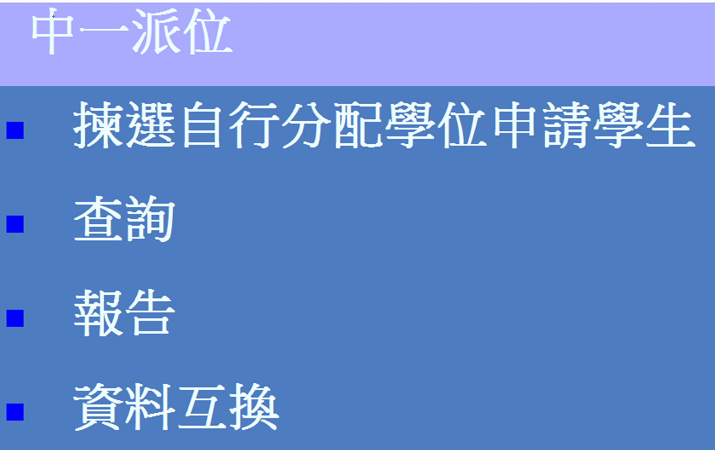 中一派位
揀選自行分配學位申請學生
查詢
報告
資料互換